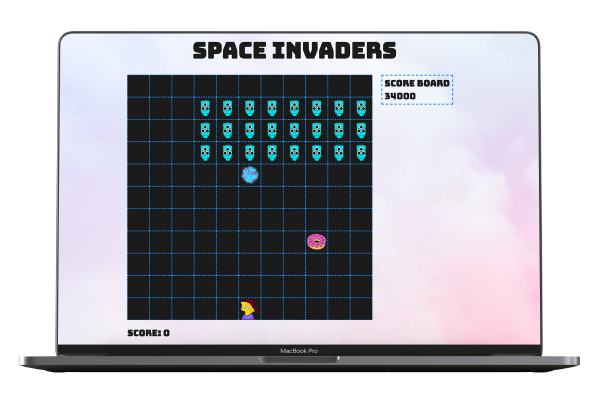 SPACE INVADERS
SCORE BOARD
34000
SCORE: 0
MacBook Pro